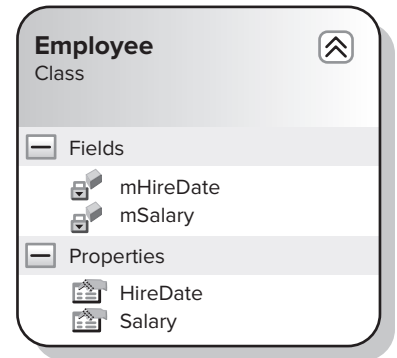 Employee
Class
Fields
mHireDate
mSalary
Properties
HireDate
Salary